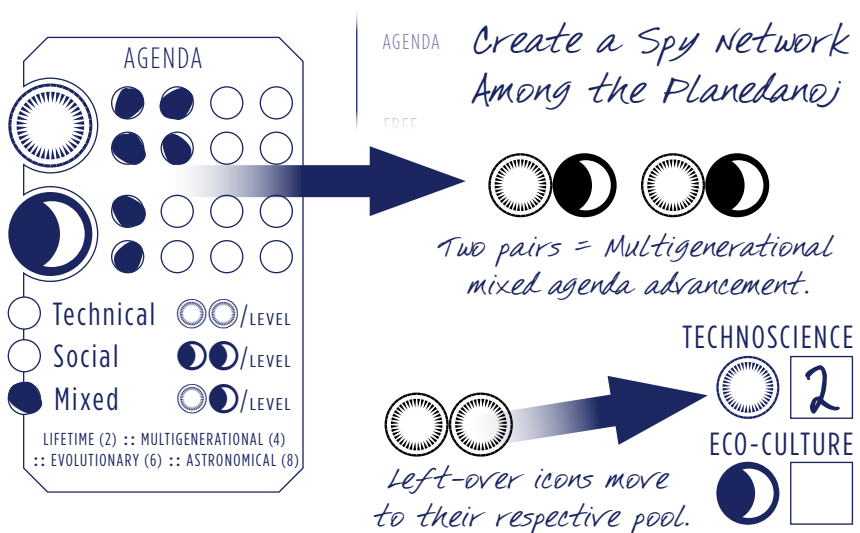 AGENDA
Technical
/LEVEL
Social
/LEVEL
Mixed
/LEVEL
LIFETIME (2) :: MULTIGENERATIONAL (4)
:: EVOLUTIONARY (6) :: ASTRONOMICAL (8)
AGENDA
Create a Spy Network
Among the Planedanoj
FREE
Two pairs = Multigenerational
mixed agenda advancement.
Left-over icons move
to their respective pool.
TECHNOSCIENCE
2
ECO-CULTURE